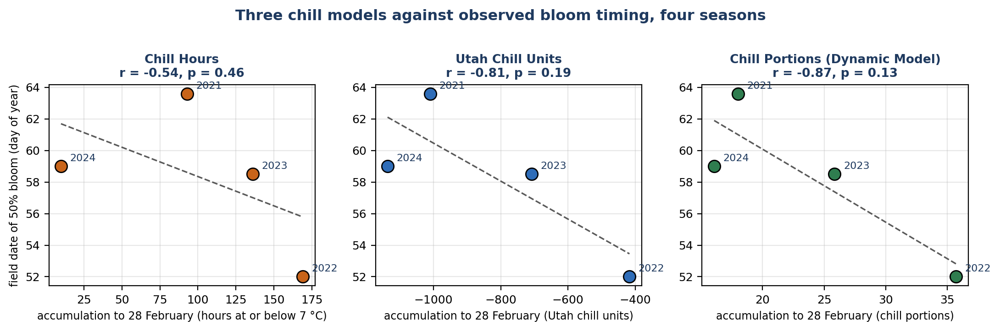 Three chill models against observed bloom timing, four seasons
Chill Hours
r = -0.54, p = 0.46
field date of 50% bloom (day of year)
64
62
60
58
56
54
52
2021
2024
2023
2022
25 50 75 100 125 150 175
accumulation to 28 February (hours at or below 7 °C)
Utah Chill Units
r = -0.81, p = 0.19
64
62
60
58
56
54
52
2021
2024
2023
2022
−1000 −800 −600 −400
accumulation to 28 February (Utah chill units)
Chill Portions (Dynamic Model)
r = -0.87, p = 0.13
64
62
60
58
56
54
52
2021
2024
2023
2022
20 25 30 35
accumulation to 28 February (chill portions)